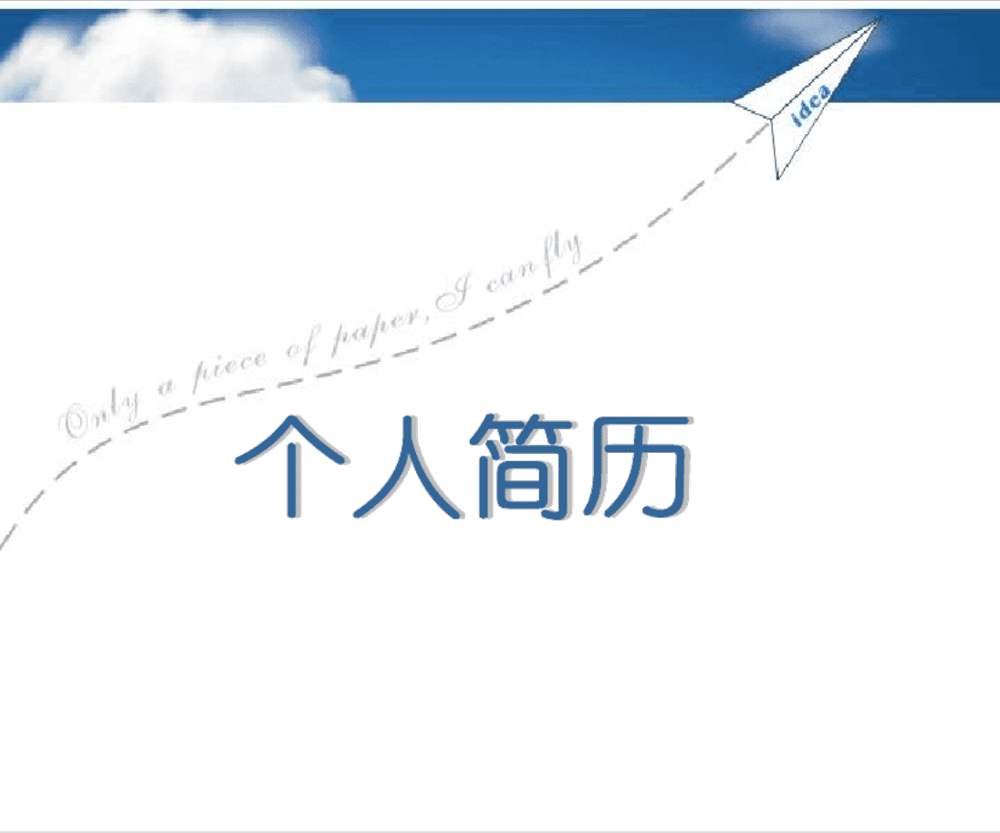 idea
Only a piece of paper, I can fly
个人简历